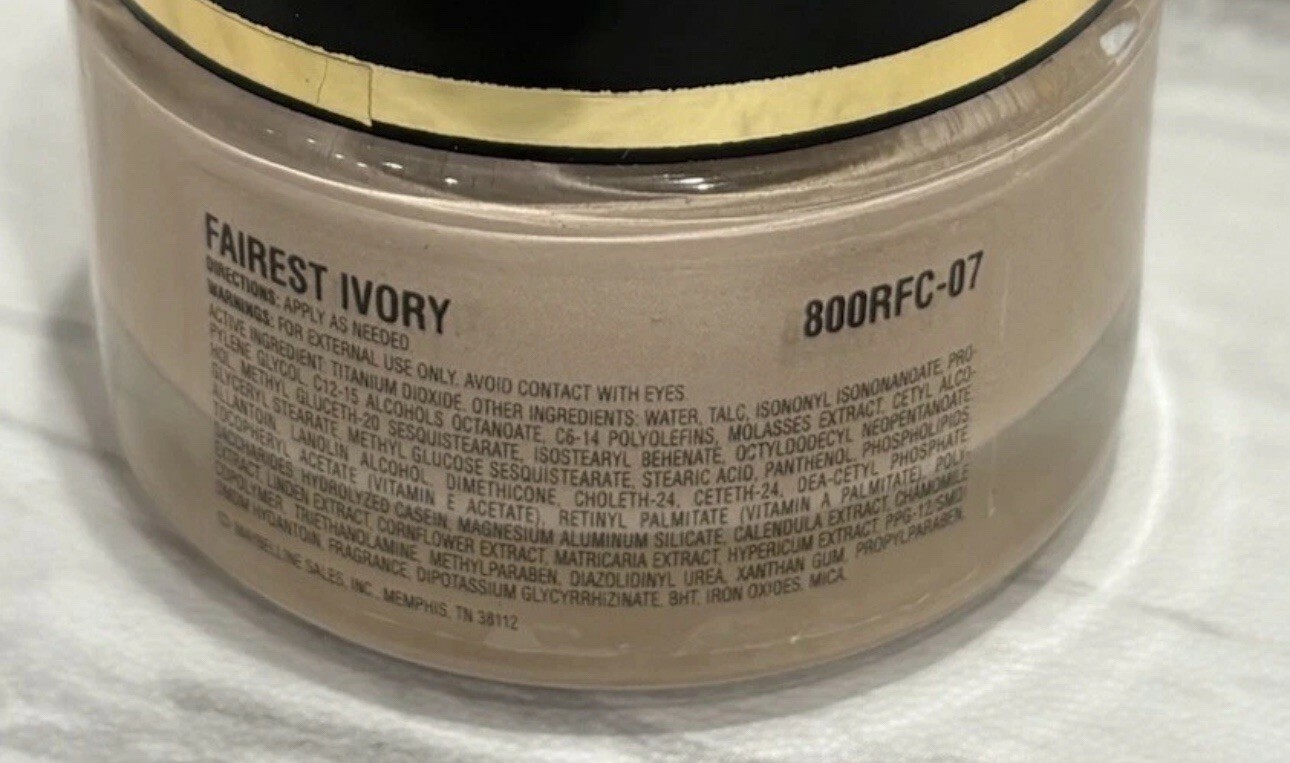 FAIREST IVORY
800RFC-07
DIRECTIONS: APPLY AS NEEDED.
WARNINGS: FOR EXTERNAL USE ONLY. AVOID CONTACT WITH EYES.
ACTIVE INGREDIENT: TITANIUM DIOXIDE. OTHER INGREDIENTS: WATER, TALC, ISONONYL ISONONANOATE, PRO-
PYLENE GLYCOL, C12-15 ALCOHOLS OCTANOATE, C6-14 POLYOLEFINS, MOLASSES EXTRACT, CETYL ALCO-
HOL, METHYL GLUCETH-20 SESQUISTEARATE, ISOSTEARYL BEHENATE, OCTYLDODECYL NEOPENTANOATE
GLYCERYL STEARATE, METHYL GLUCOSE SESQUISTEARATE, STEARIC ACID, PANTHENOL, PHOSPHOLIPIDS
ALLANTOIN, LANOLIN ALCOHOL, DIMETHICONE, CHOLETH-24, CETETH-24, DEA-CETYL PHOSPHATE,
TOCOPHERYL ACETATE (VITAMIN E ACETATE), RETINYL PALMITATE (VITAMIN A PALMITATE), POLY-
SACCHARIDES, HYDROLYZED CASEIN, MAGNESIUM ALUMINUM SILICATE, CALENDULA EXTRACT, CHAMOMILE
EXTRACT, LINDEN EXTRACT, CORNFLOWER EXTRACT, MATRICARIA EXTRACT, HYPERICUM EXTRACT, PPG-12/SMDI
COPOLYMER, TRIETHANOLAMINE, METHYLPARABEN, DIAZOLIDINYL UREA, XANTHAN GUM, PROPYLPARABEN,
DMDM HYDANTOIN, FRAGRANCE, DIPOTASSIUM GLYCYRRHIZINATE, BHT, IRON OXIDES, MICA.
© MAYBELLINE SALES, INC., MEMPHIS, TN 38112